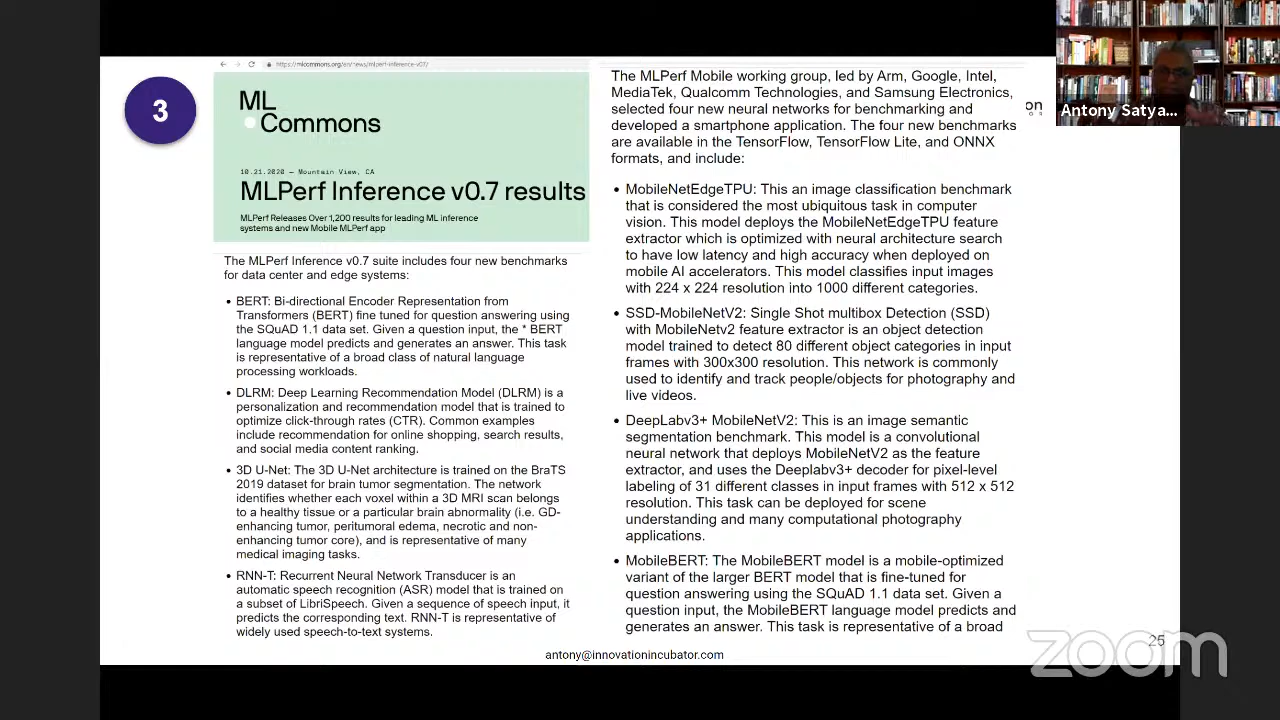 3
https://mlcommons.org/en/news/mlperf-inference-v07/
ML
Commons
10.21.2020 — Mountain View, CA
MLPerf Inference v0.7 results
MLPerf Releases Over 1,200 results for leading ML inference
systems and new Mobile MLPerf app
The MLPerf Inference v0.7 suite includes four new benchmarks
for data center and edge systems:
• BERT: Bi-directional Encoder Representation from
Transformers (BERT) fine tuned for question answering using
the SQuAD 1.1 data set. Given a question input, the * BERT
language model predicts and generates an answer. This task
is representative of a broad class of natural language
processing workloads.
• DLRM: Deep Learning Recommendation Model (DLRM) is a
personalization and recommendation model that is trained to
optimize click-through rates (CTR). Common examples
include recommendation for online shopping, search results,
and social media content ranking.
• 3D U-Net: The 3D U-Net architecture is trained on the BraTS
2019 dataset for brain tumor segmentation. The network
identifies whether each voxel within a 3D MRI scan belongs
to a healthy tissue or a particular brain abnormality (i.e. GD-
enhancing tumor, peritumoral edema, necrotic and non-
enhancing tumor core), and is representative of many
medical imaging tasks.
• RNN-T: Recurrent Neural Network Transducer is an
automatic speech recognition (ASR) model that is trained on
a subset of LibriSpeech. Given a sequence of speech input, it
predicts the corresponding text. RNN-T is representative of
widely used speech-to-text systems.
The MLPerf Mobile working group, led by Arm, Google, Intel,
MediaTek, Qualcomm Technologies, and Samsung Electronics,
selected four new neural networks for benchmarking and
developed a smartphone application. The four new benchmarks
are available in the TensorFlow, TensorFlow Lite, and ONNX
formats, and include:
• MobileNetEdgeTPU: This an image classification benchmark
that is considered the most ubiquitous task in computer
vision. This model deploys the MobileNetEdgeTPU feature
extractor which is optimized with neural architecture search
to have low latency and high accuracy when deployed on
mobile AI accelerators. This model classifies input images
with 224 x 224 resolution into 1000 different categories.
• SSD-MobileNetV2: Single Shot multibox Detection (SSD)
with MobileNetv2 feature extractor is an object detection
model trained to detect 80 different object categories in input
frames with 300x300 resolution. This network is commonly
used to identify and track people/objects for photography and
live videos.
• DeepLabv3+ MobileNetV2: This is an image semantic
segmentation benchmark. This model is a convolutional
neural network that deploys MobileNetV2 as the feature
extractor, and uses the Deeplabv3+ decoder for pixel-level
labeling of 31 different classes in input frames with 512 x 512
resolution. This task can be deployed for scene
understanding and many computational photography
applications.
• MobileBERT: The MobileBERT model is a mobile-optimized
variant of the larger BERT model that is fine-tuned for
question answering using the SQuAD 1.1 data set. Given a
question input, the MobileBERT language model predicts and
generates an answer. This task is representative of a broad
on
Antony Satya...
antony@innovationincubator.com
25
zoom